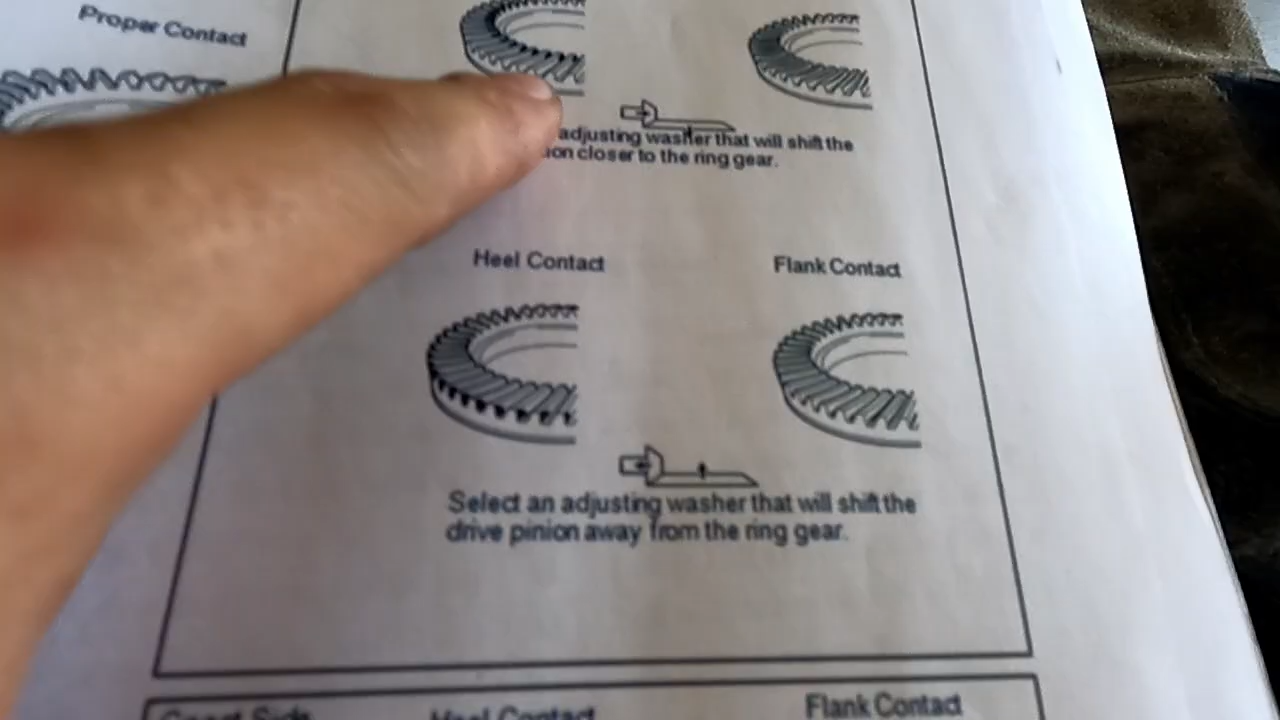 Proper Contact
adjusting washer that will shift the
closer to the ring gear.
Heel Contact
Flank Contact
Select an adjusting washer that will shift the
drive pinion away from the ring gear.
Flank Contact
Heel Contact